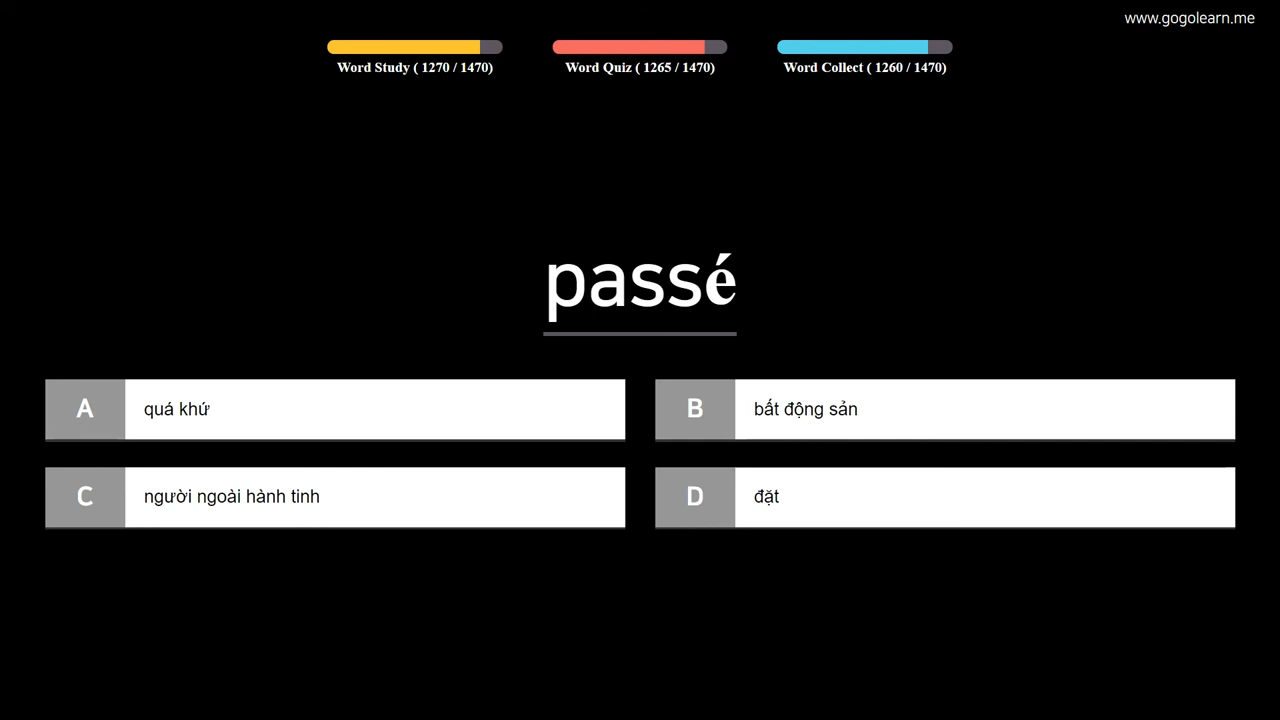 www.gogolearn.me
Word Study ( 1270 / 1470)
Word Quiz ( 1265 / 1470)
Word Collect ( 1260 / 1470)
passé
A quá khứ
B bất động sản
C người ngoài hành tinh
D đặt